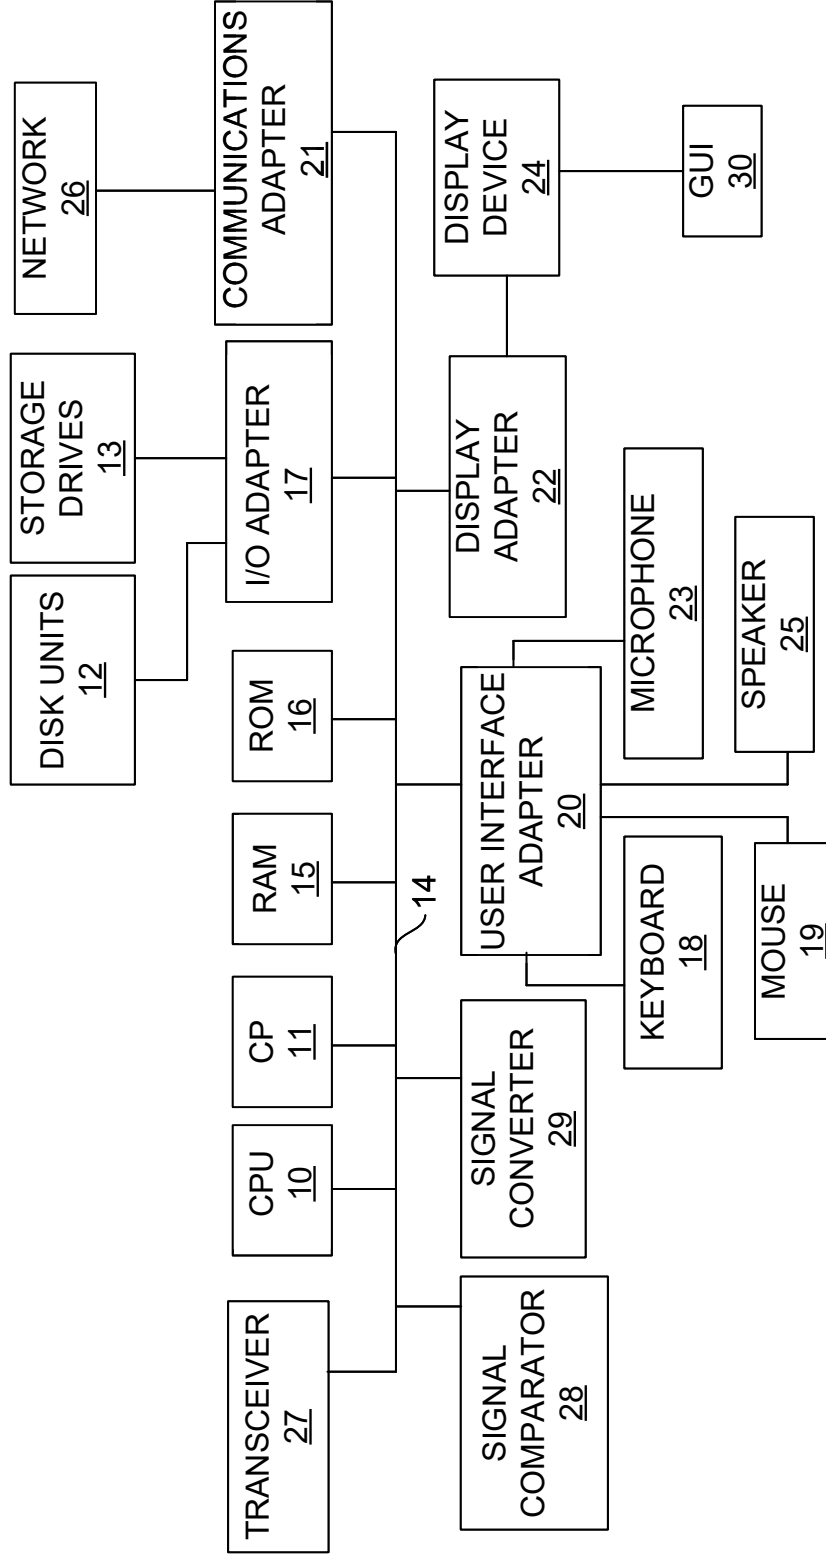 NETWORK
26
COMMUNICATIONS
ADAPTER
21
STORAGE
DRIVES
13
DISK UNITS
12
I/O ADAPTER
17
ROM
16
RAM
15
CP
11
CPU
10
TRANSCEIVER
27
14
DISPLAY
DEVICE
24
GUI
30
DISPLAY
ADAPTER
22
USER INTERFACE
ADAPTER
20
MICROPHONE
23
SPEAKER
25
KEYBOARD
18
MOUSE
19
SIGNAL
CONVERTER
29
SIGNAL
COMPARATOR
28